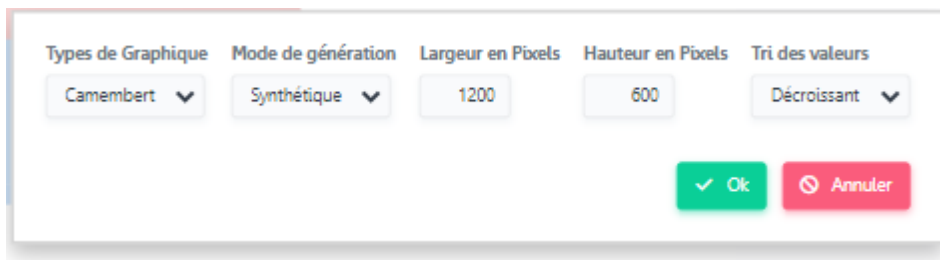 Types de Graphique Mode de génération Largeur en Pixels Hauteur en Pixels Tri des valeurs
Camembert Synthétique 1200 600 Décroissant
Ok Annuler